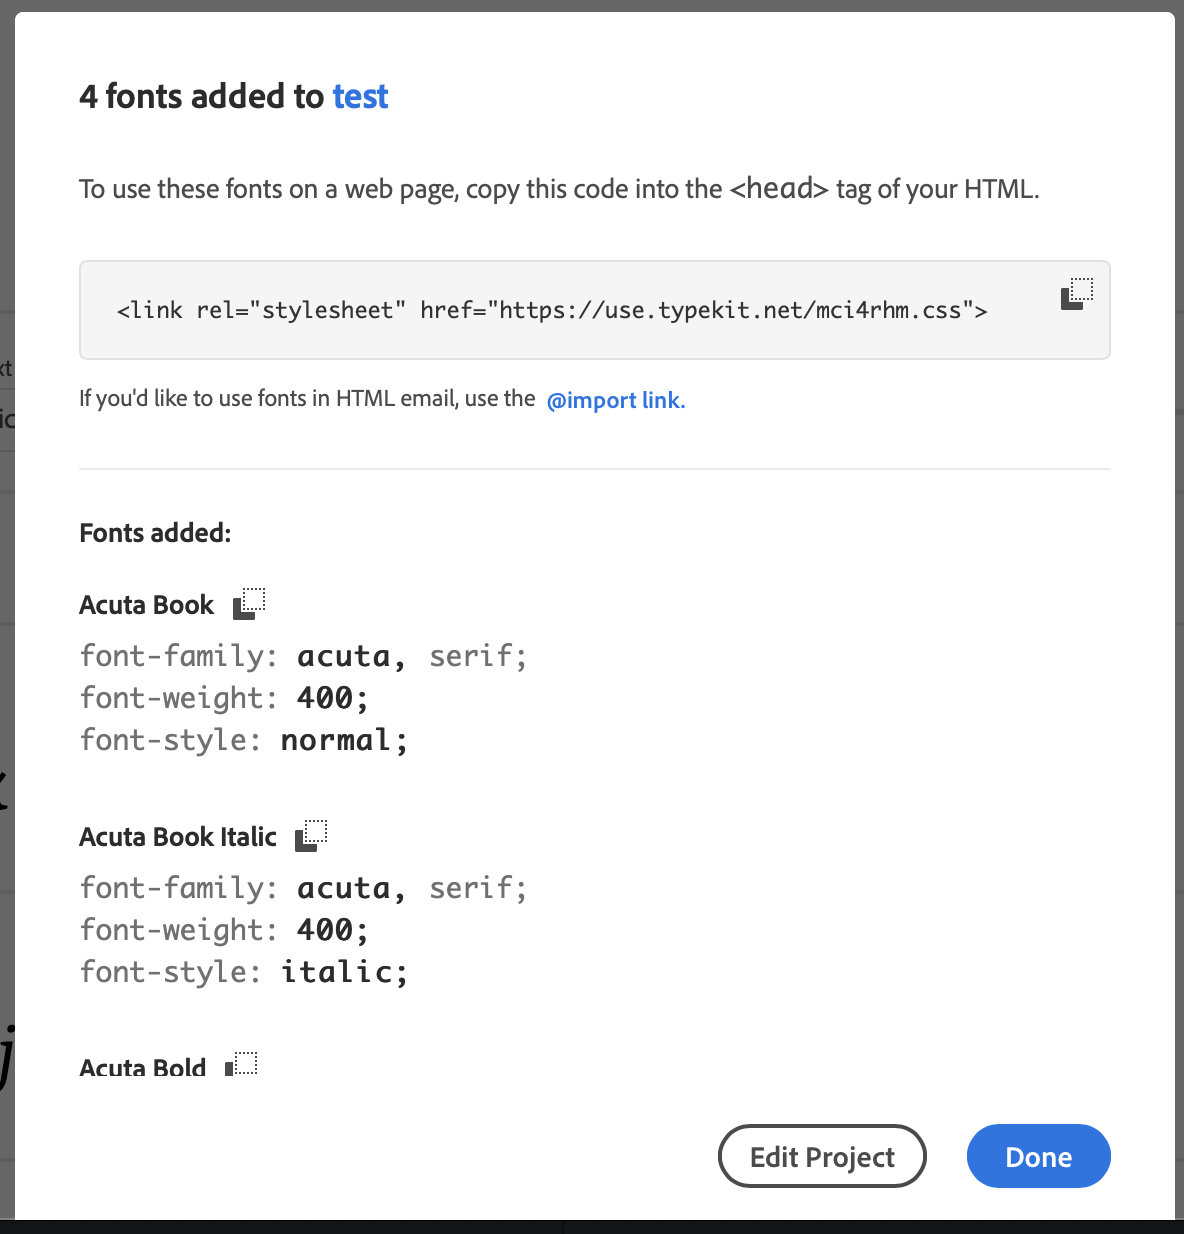 4 fonts added to test
To use these fonts on a web page, copy this code into the <head> tag of your HTML.
<link rel="stylesheet" href="https://use.typekit.net/mci4rhm.css">
If you'd like to use fonts in HTML email, use the @import link.
Fonts added:
Acuta Book
font-family: acuta, serif;
font-weight: 400;
font-style: normal;
Acuta Book Italic
font-family: acuta, serif;
font-weight: 400;
font-style: italic;
Acuta Bold
Edit Project
Done